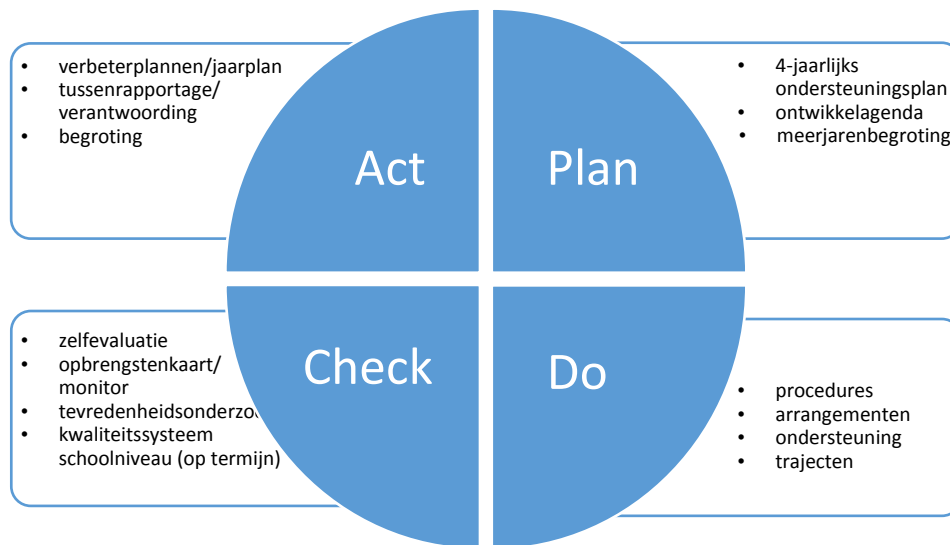 • verbeterplannen/jaarplan
• tussenrapportage/
verantwoording
• begroting
Act
Plan
• 4-jaarlijks
ondersteuningsplan
• ontwikkelagenda
• meerjarenbegroting
• zelfevaluatie
• opbrengstenkaart/
monitor
• tevredenheidsonderzo
• kwaliteitssysteem
schoolniveau (op termijn)
Check
Do
• procedures
• arrangementen
• ondersteuning
• trajecten